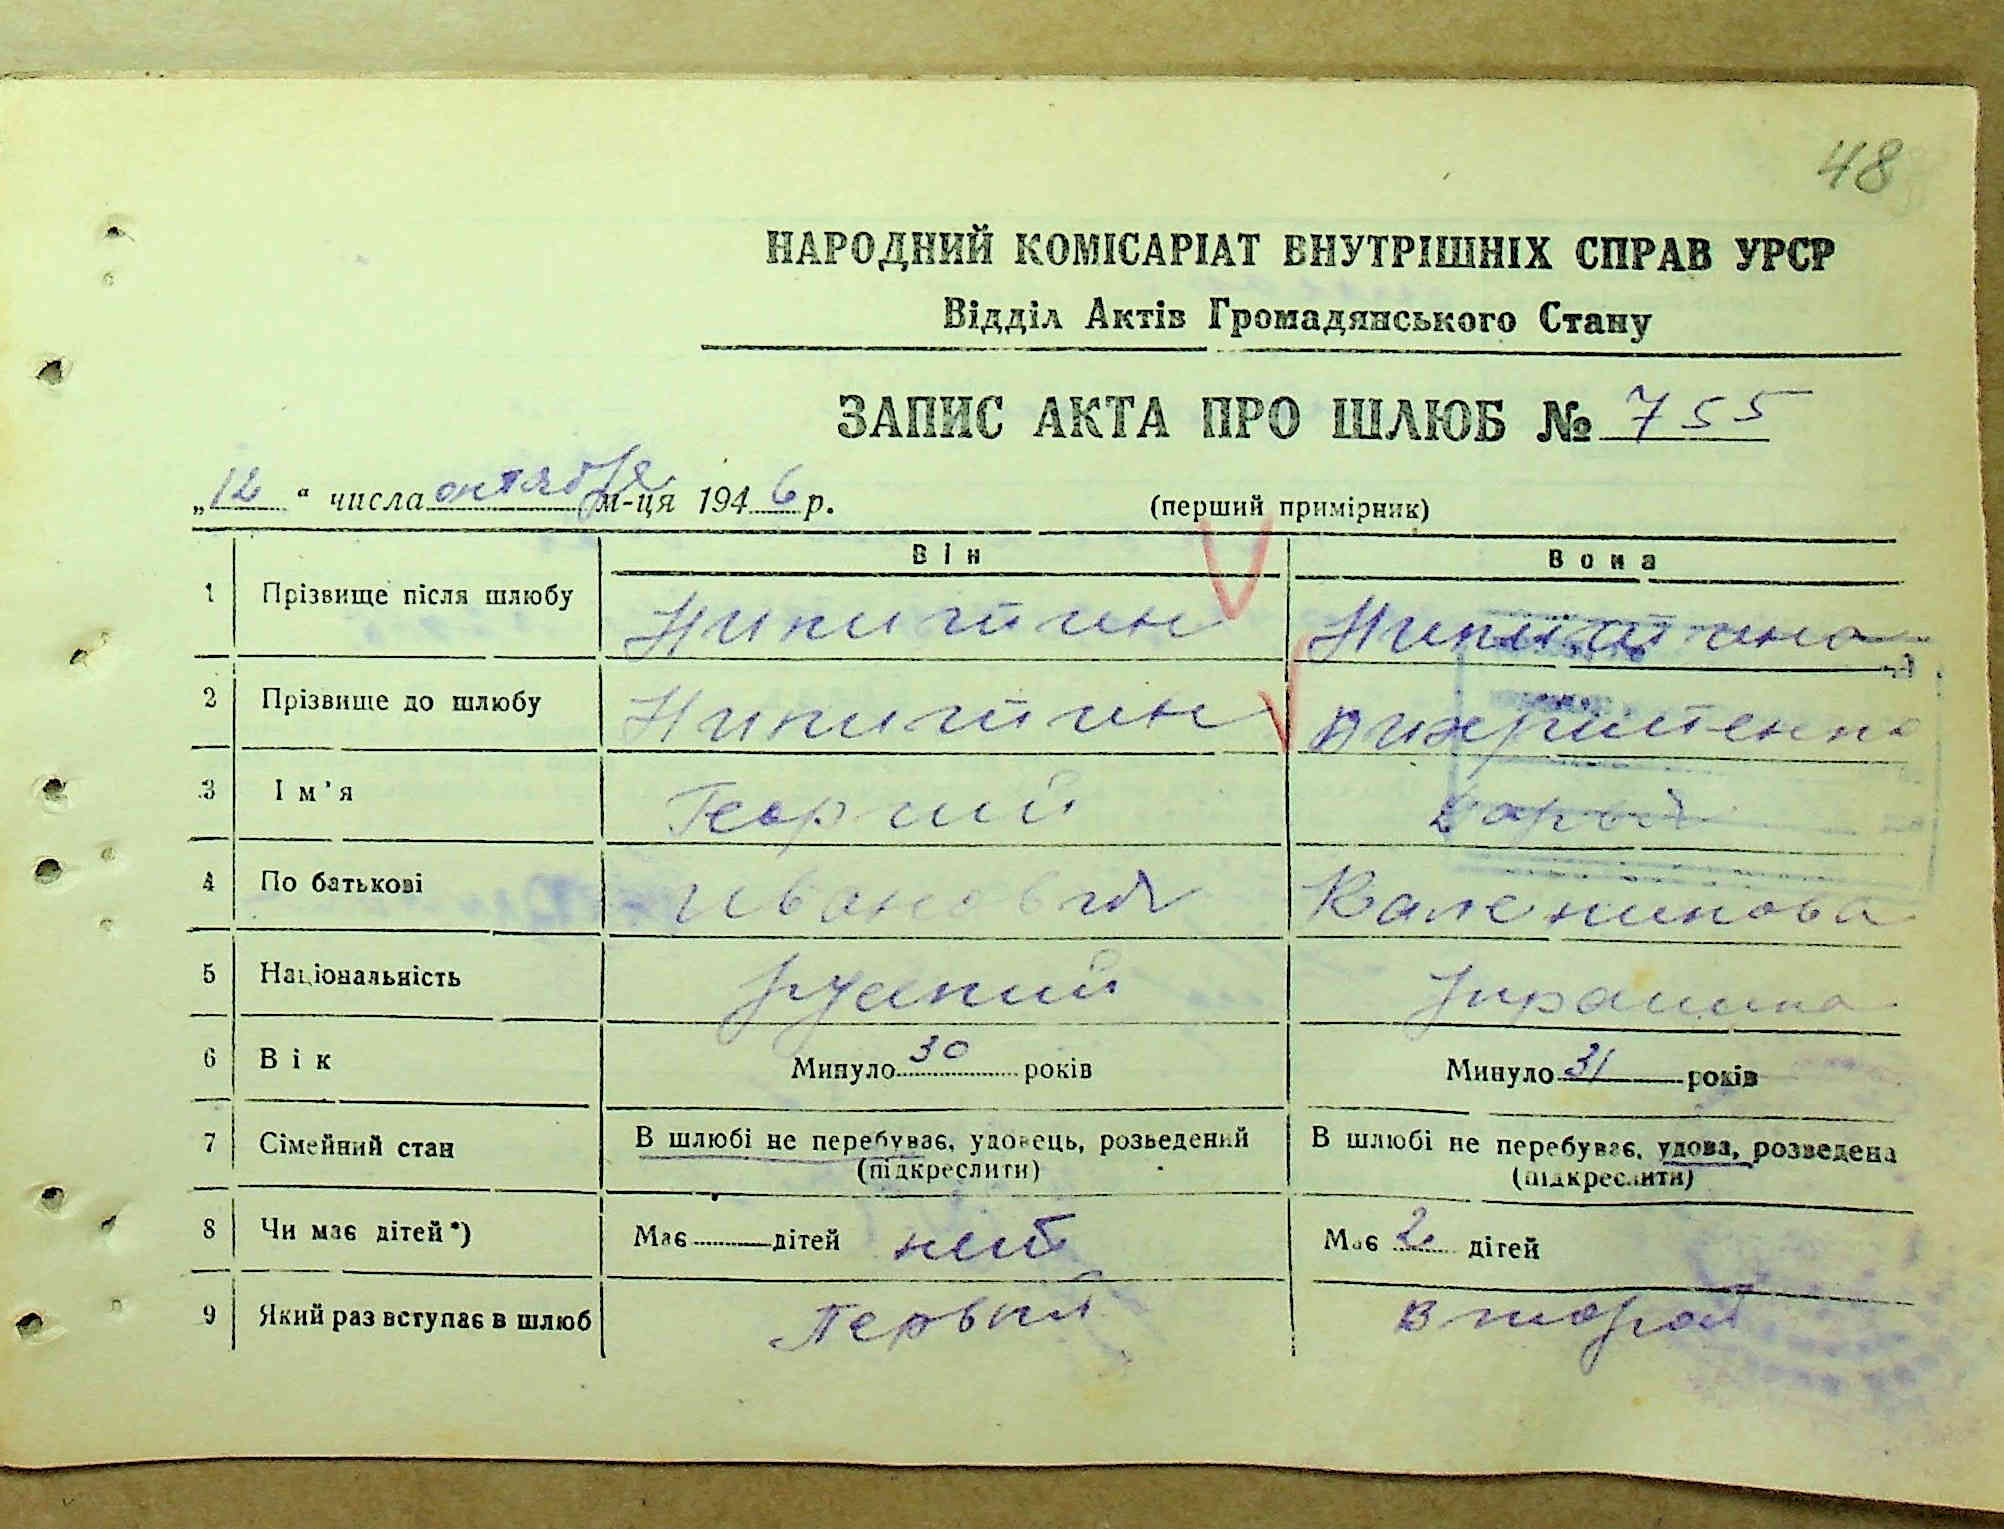 48
НАРОДНИЙ КОМІСАРІАТ ВНУТРІШНІХ СПРАВ УРСР
Відділ Актів Громадянського Стану
ЗАПИС АКТА ПРО ШЛЮБ № 755
„12“ числа октября м-ця 1946 р. (перший примірник)
Він Вона
1 Прізвище після шлюбу Никитин Никитина
2 Прізвище до шлюбу Никитин Вихристенко
3 Ім’я Георгий Дарья
4 По батькові Иванович Каленикова
5 Національність руский Украинка
6 Вік Минуло 30 років Минуло 31 років
7 Сімейний стан В шлюбі не перебуває, удовець, розведений В шлюбі не перебуває, удова, розведена
(підкреслити) (підкреслити)
8 Чи має дітей*) Має дітей нет Має 2 дітей
9 Який раз вступає в шлюб Первый Второй